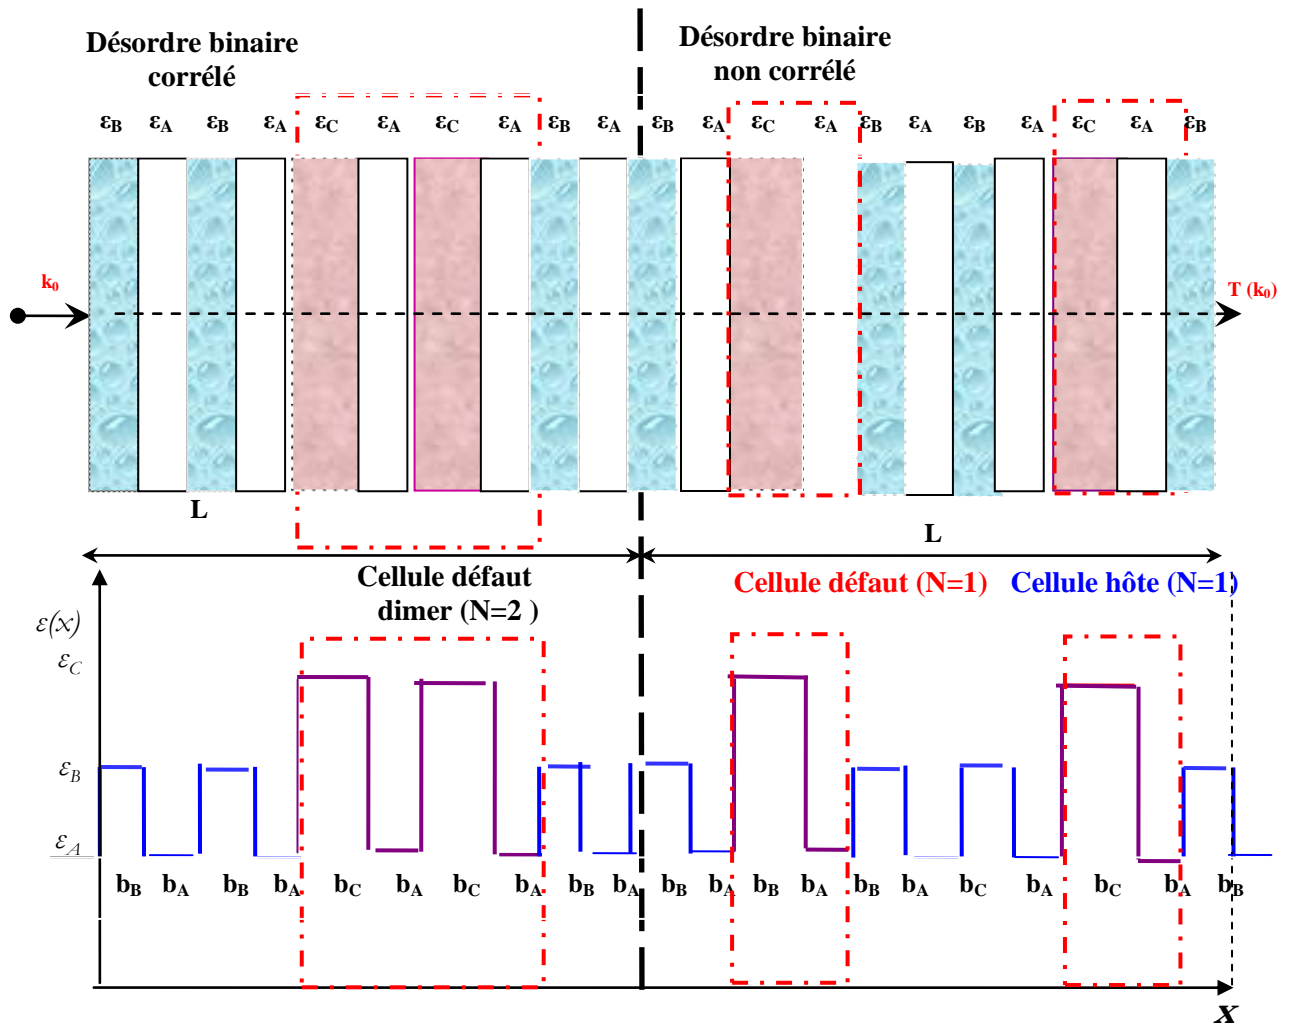 Désordre binaire
corrélé
Désordre binaire
non corrélé
εB εA εB εA εC εA εC εA εB εA εB εA εC εA εB εA εB εA εC εA εB
k0
T (k0)
L
L
Cellule défaut
dimer (N=2 )
Cellule défaut (N=1)
Cellule hôte (N=1)
ε(x)
εC
εB
εA
bB bA bB bA bC bA bC bA bB bA bB bA bB bA bB bA bC bA bC bA bB
x